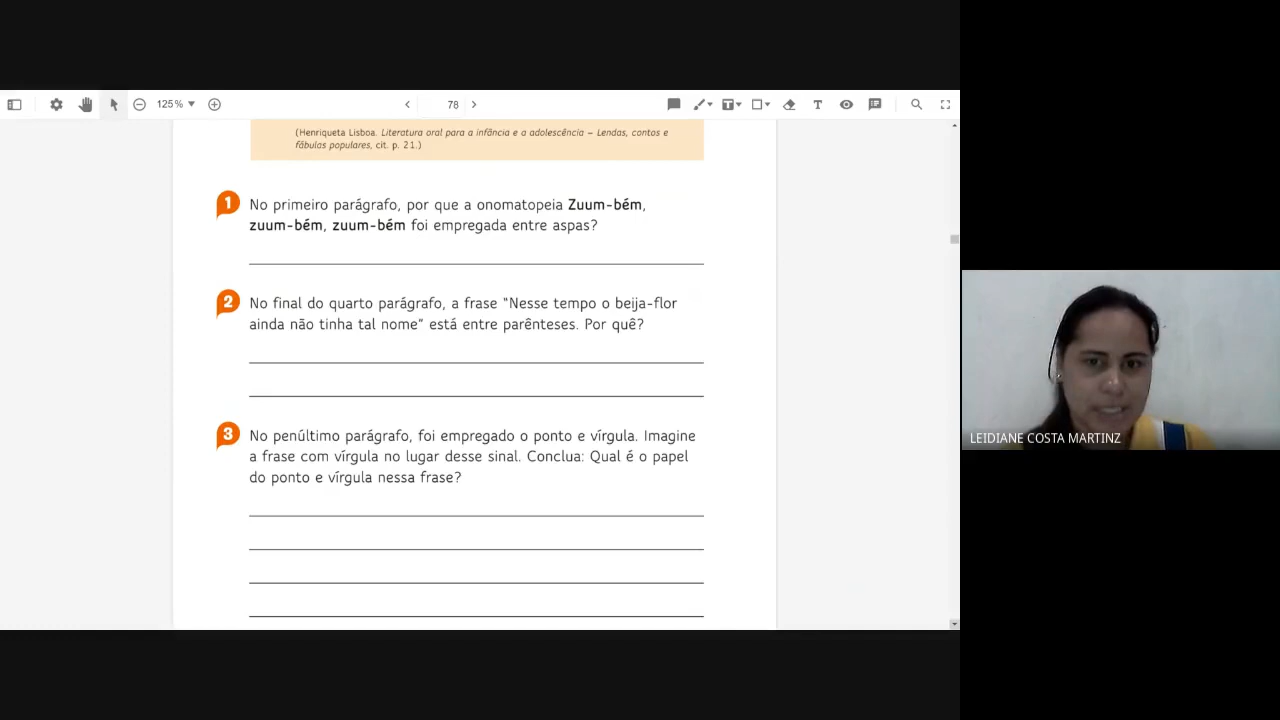 125%
78
(Henriqueta Lisboa. Literatura oral para a infância e a adolescência – Lendas, contos e
fábulas populares, cit. p. 21.)
1 No primeiro parágrafo, por que a onomatopeia Zuum-bém,
zuum-bém, zuum-bém foi empregada entre aspas?
2 No final do quarto parágrafo, a frase “Nesse tempo o beija-flor
ainda não tinha tal nome” está entre parênteses. Por quê?
3 No penúltimo parágrafo, foi empregado o ponto e vírgula. Imagine
a frase com vírgula no lugar desse sinal. Conclua: Qual é o papel
do ponto e vírgula nessa frase?
LEIDIANE COSTA MARTINZ